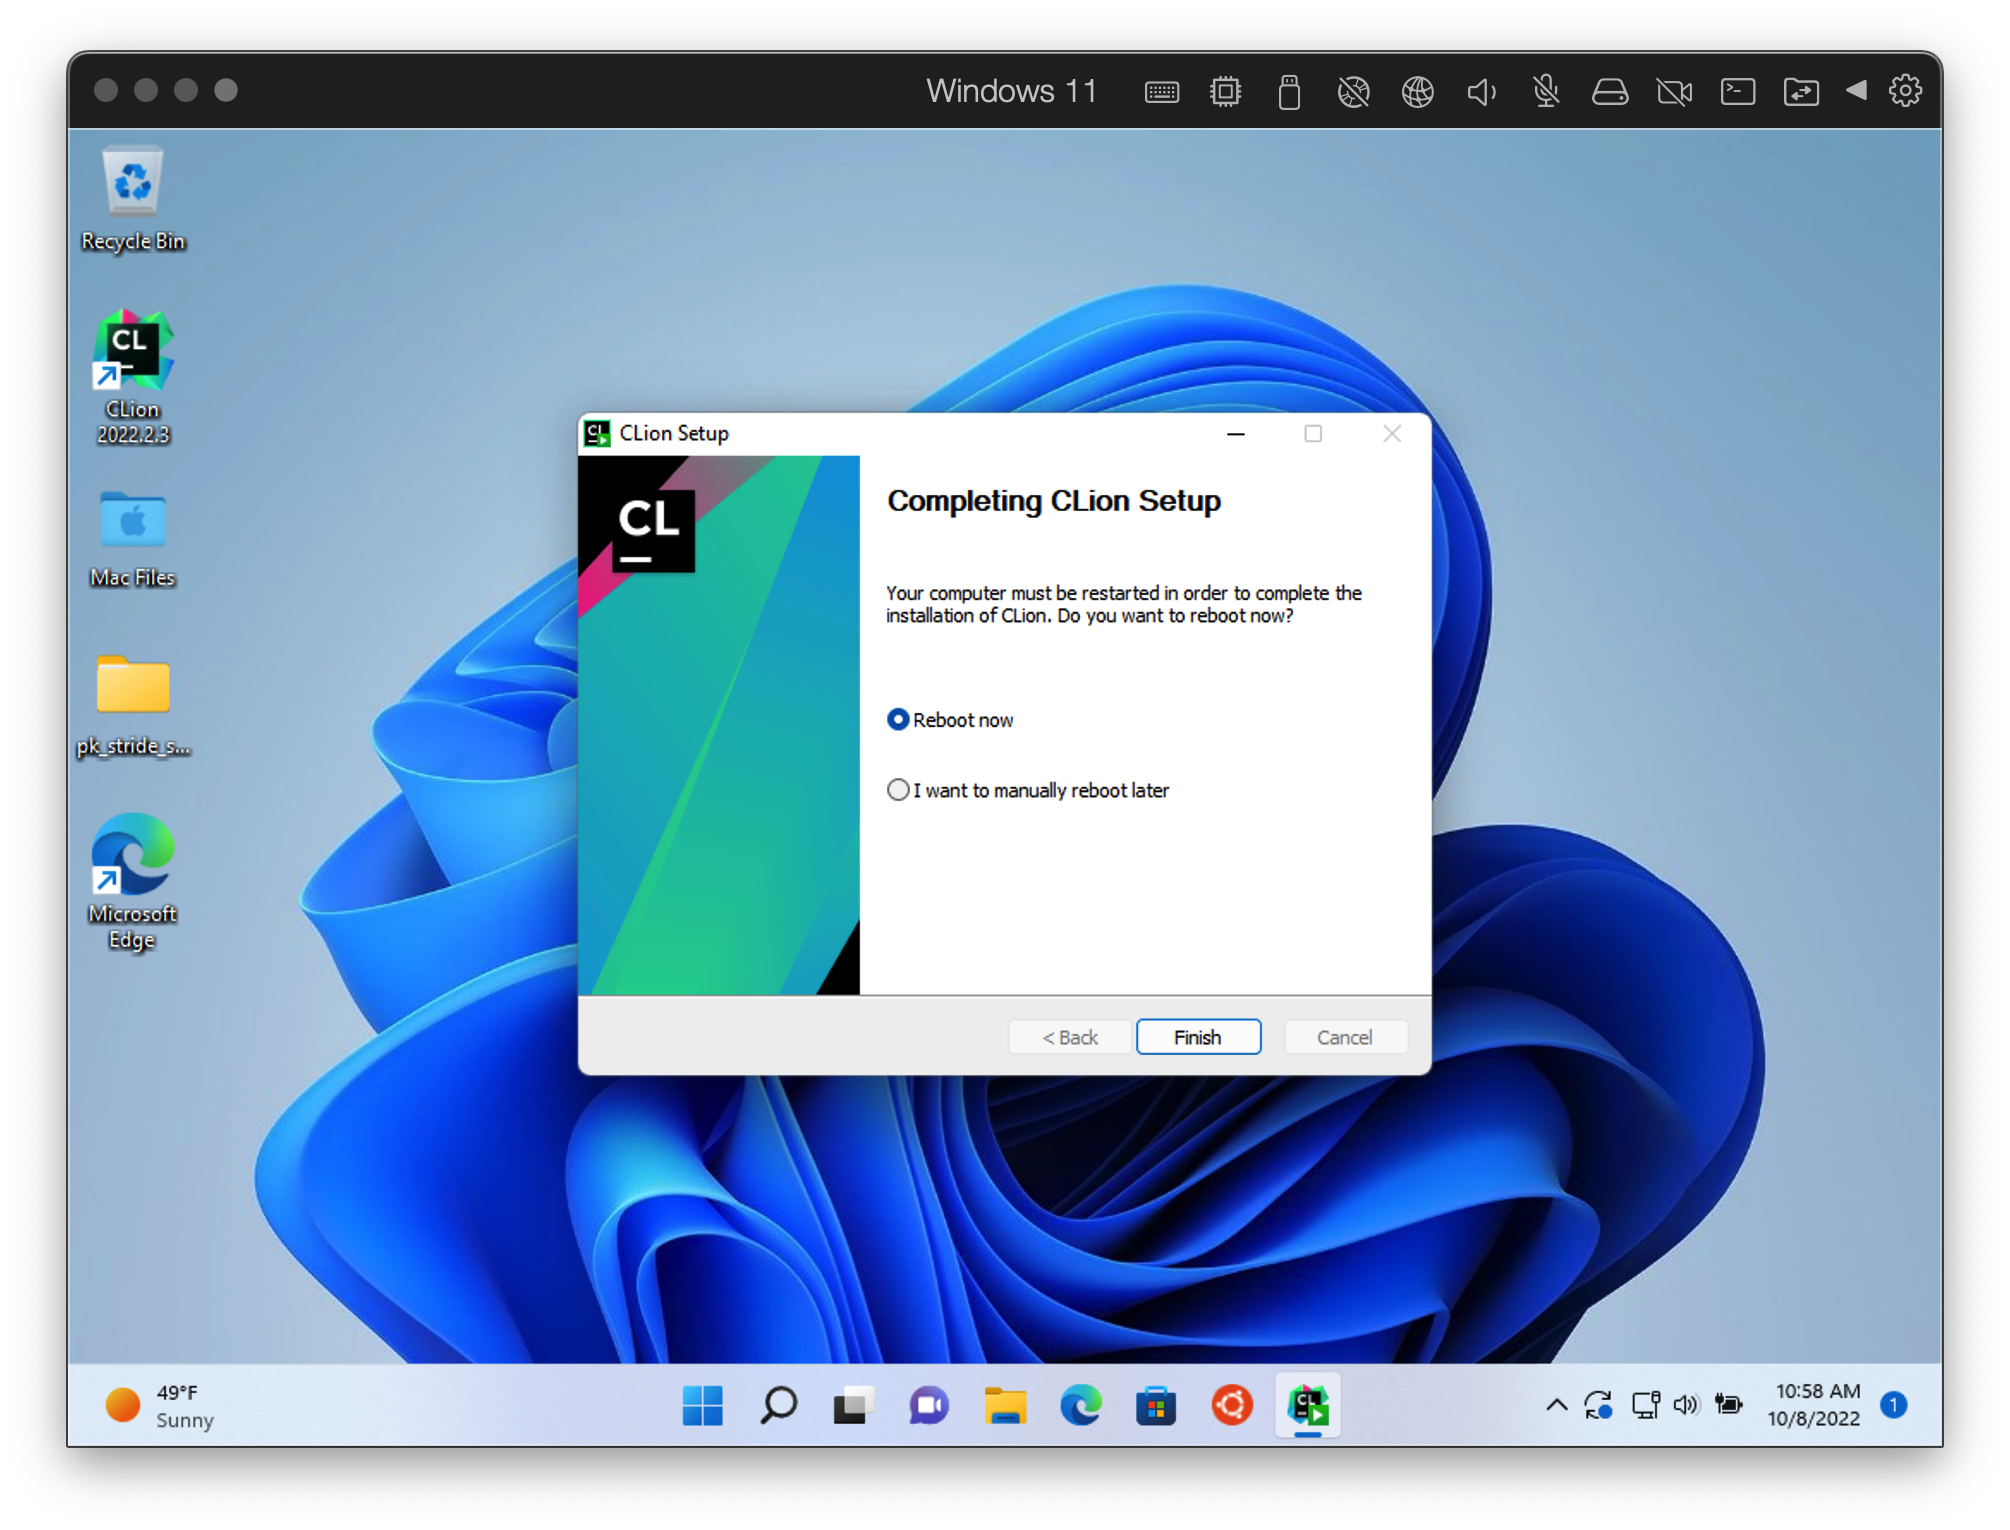 Windows 11
Recycle Bin
CL
CLion
2022.2.3
Mac Files
pk_stride_s...
Microsoft
Edge
CL
CLion Setup
CL
Completing CLion Setup
Your computer must be restarted in order to complete the
installation of CLion. Do you want to reboot now?
Reboot now
I want to manually reboot later
< Back
Finish
Cancel
49°F
Sunny
CL
10:58 AM
10/8/2022
1